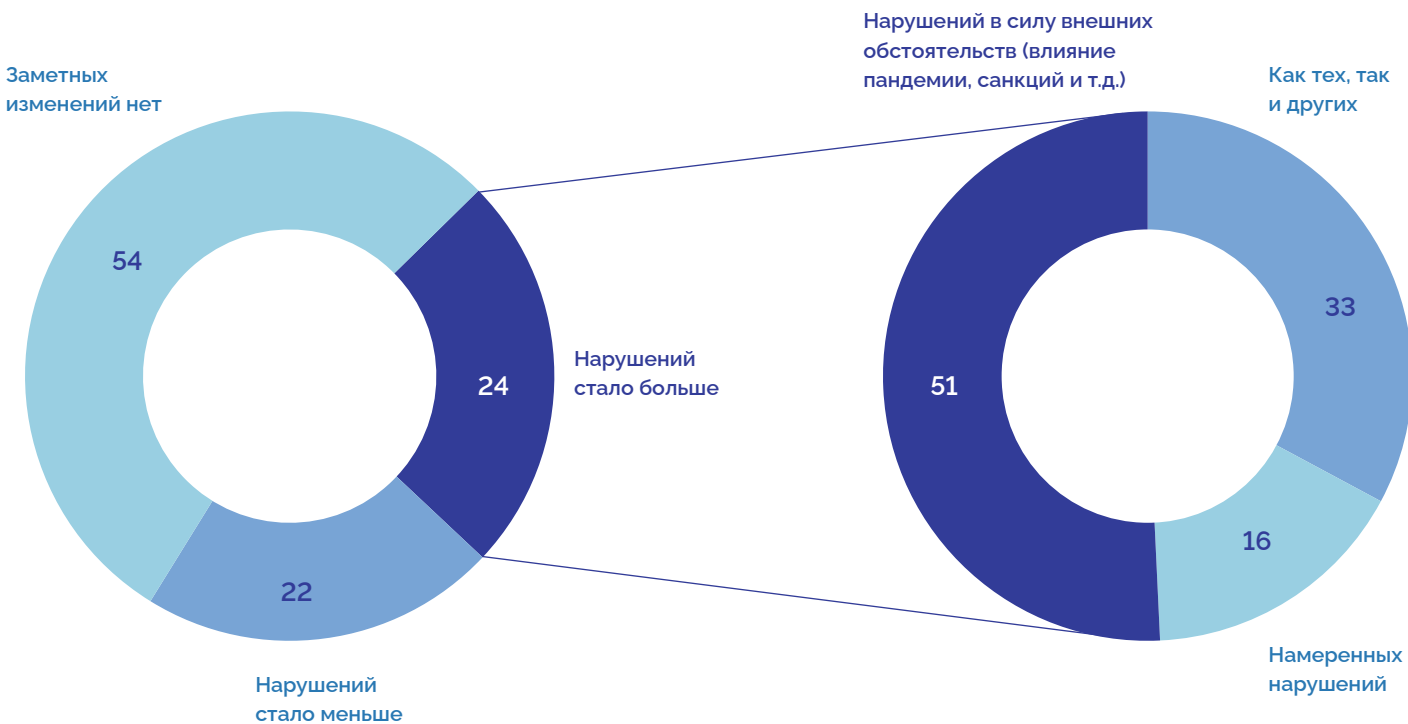 Заметных
изменений нет
54
24
22
Нарушений
стало больше
Нарушений
стало меньше
Нарушений в силу внешних
обстоятельств (влияние
пандемии, санкций и т.д.)
Как тех, так
и других
33
51
16
Намеренных
нарушений